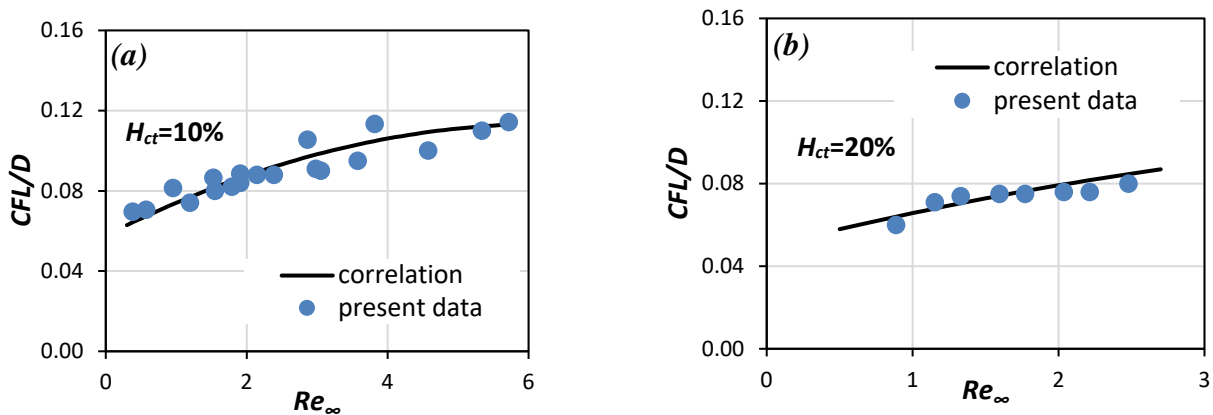 (a)
0.16
0.12
0.08
0.04
0.00
CFL/D
H_ct=10%
correlation
present data
0 2 4 6
Re_∞
(b)
0.16
0.12
0.08
0.04
0.00
CFL/D
correlation
present data
H_ct=20%
0 1 2 3
Re_∞